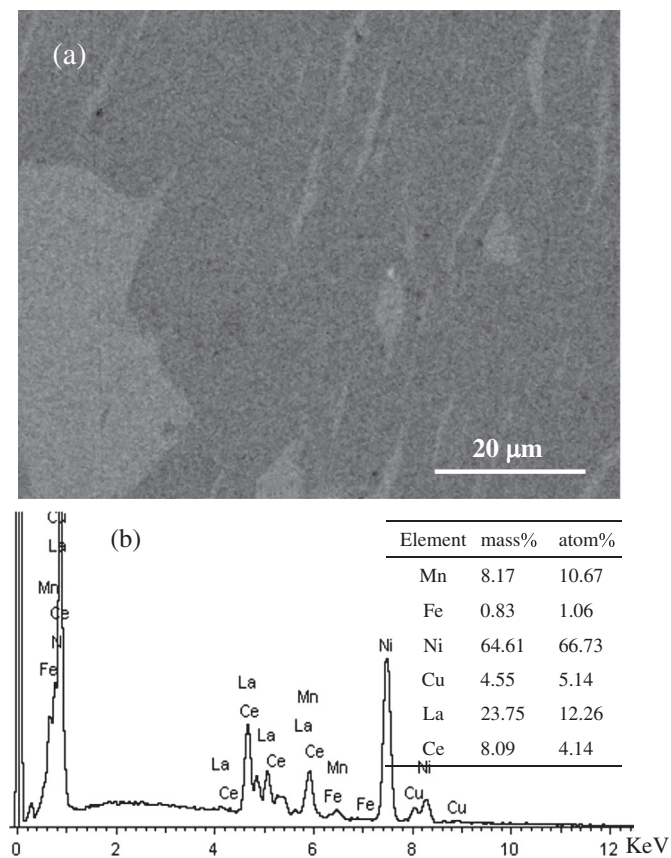 (a)
20 μm
(b)
Element mass% atom%
Mn 8.17 10.67
Fe 0.83 1.06
Ni 64.61 66.73
Cu 4.55 5.14
La 23.75 12.26
Ce 8.09 4.14
Cu
La
Mn
Ce
N
Fe
La
Ce
La
Ce
La
Ce
Mn
La
Ce
Mn
Fe
Fe
Ni
Cu
Ni
Cu
0 2 4 6 8 10 12 KeV